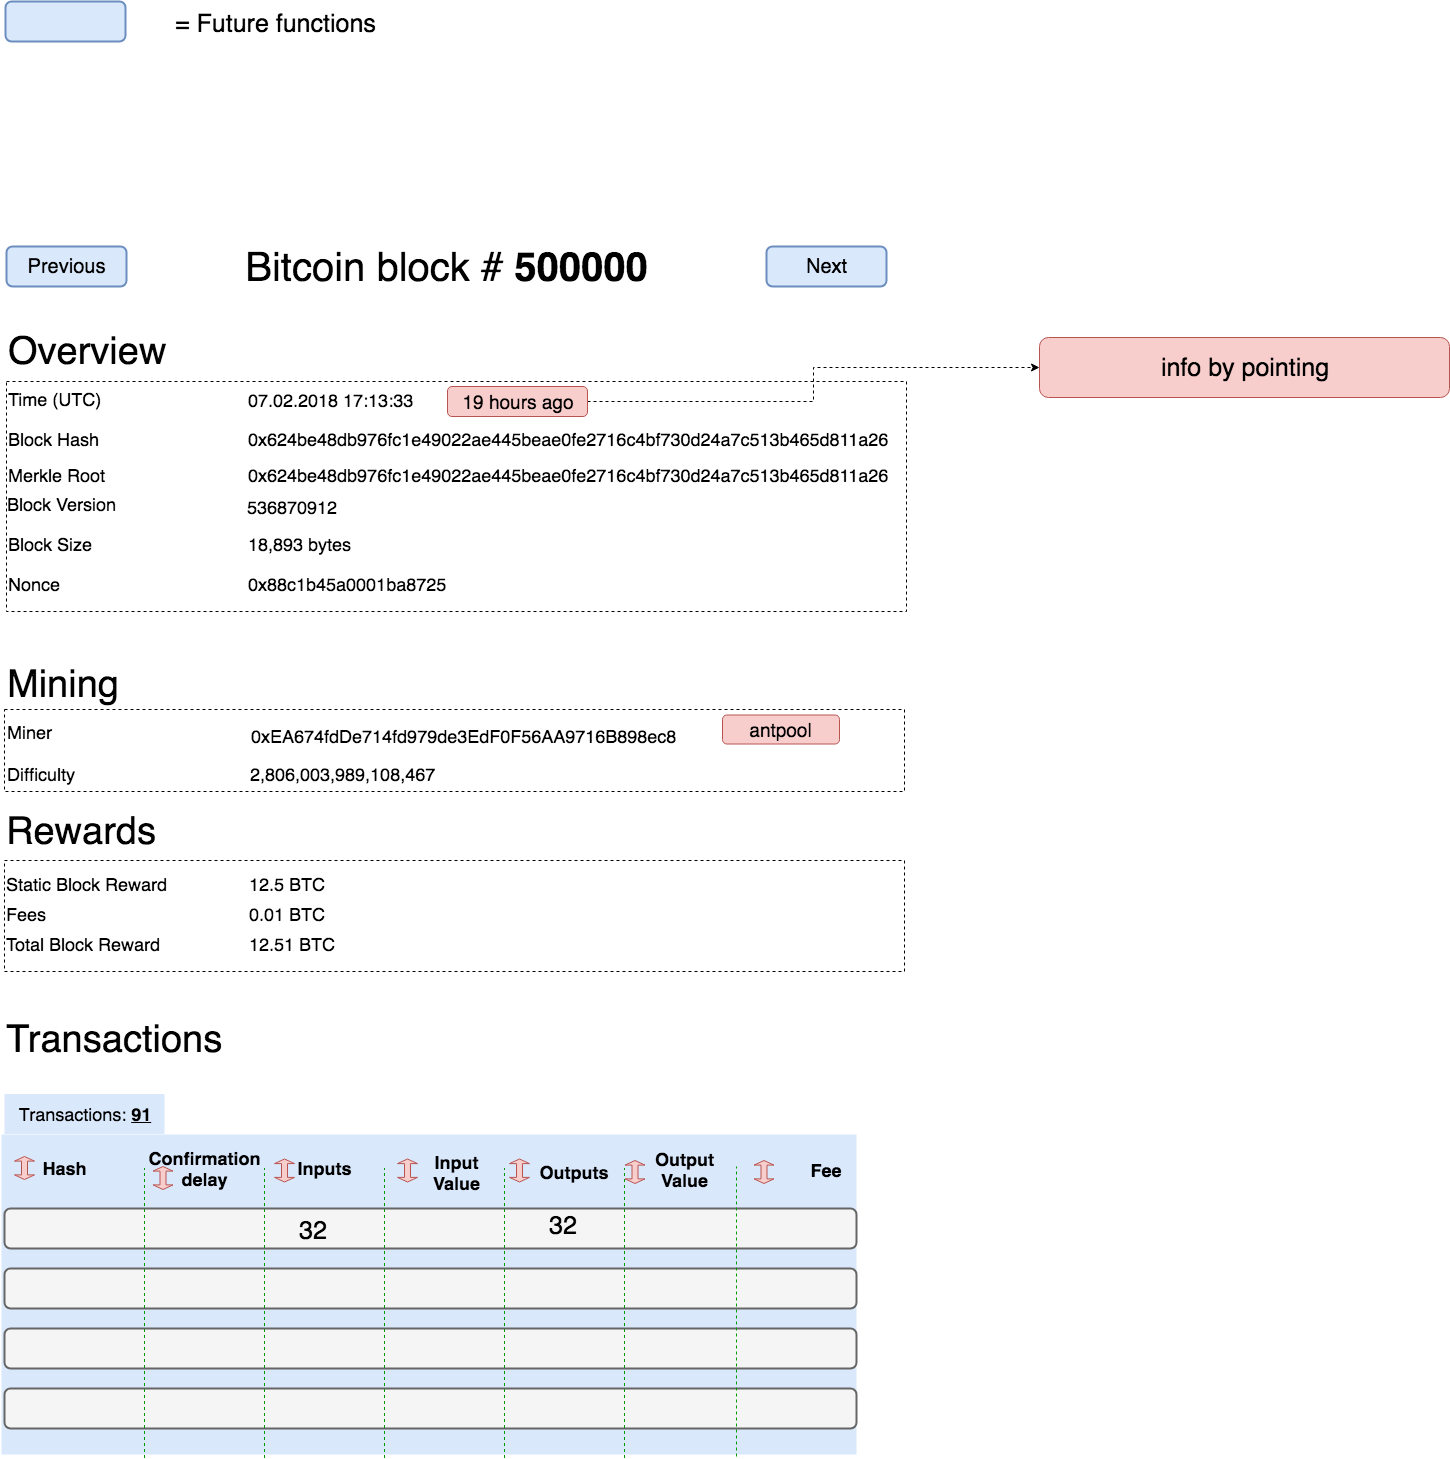 = Future functions
Previous
Bitcoin block # 500000
Next
Overview
info by pointing
Time (UTC) 07.02.2018 17:13:33 19 hours ago
Block Hash 0x624be48db976fc1e49022ae445beae0fe2716c4bf730d24a7c513b465d811a26
Merkle Root 0x624be48db976fc1e49022ae445beae0fe2716c4bf730d24a7c513b465d811a26
Block Version 536870912
Block Size 18,893 bytes
Nonce 0x88c1b45a0001ba8725
Mining
Miner 0xEA674fdDe714fd979de3EdF0F56AA9716B898ec8 antpool
Difficulty 2,806,003,989,108,467
Rewards
Static Block Reward 12.5 BTC
Fees 0.01 BTC
Total Block Reward 12.51 BTC
Transactions
Transactions: 91
Hash
Confirmation
delay
Inputs
Input
Value
Outputs
Output
Value
Fee
32 32